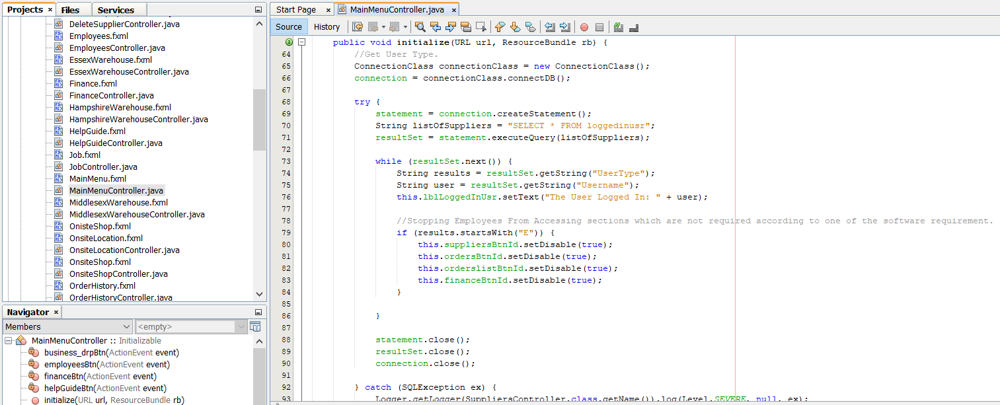 Projects × Files Services
DeleteSupplierController.java
Employees.fxml
EmployeesController.java
EssexWarehouse.fxml
EssexWarehouseController.java
Finance.fxml
FinanceController.java
HampshireWarehouse.fxml
HampshireWarehouseController.java
HelpGuide.fxml
HelpGuideController.java
Job.fxml
JobController.java
MainMenu.fxml
MainMenuController.java
MiddlesexWarehouse.fxml
MiddlesexWarehouseController.java
OnisteShop.fxml
OnsiteLocation.fxml
OnsiteLocationController.java
OnsiteShop.fxml
OnsiteShopController.java
OrderHistory.fxml
OrderHistoryController.java
Navigator ×
Members <empty>
MainMenuController :: Initializable
business_drpBtn(ActionEvent event)
employeesBtn(ActionEvent event)
financeBtn(ActionEvent event)
helpGuideBtn(ActionEvent event)
initialize(URL url, ResourceBundle rb)
Start Page × MainMenuController.java ×
Source History
public void initialize(URL url, ResourceBundle rb) {
64 //Get User Type.
65 ConnectionClass connectionClass = new ConnectionClass();
66 connection = connectionClass.connectDB();
67
68 try {
69 statement = connection.createStatement();
70 String listOfSuppliers = "SELECT * FROM loggedinusr";
71 resultSet = statement.executeQuery(listOfSuppliers);
72
73 while (resultSet.next()) {
74 String results = resultSet.getString("UserType");
75 String user = resultSet.getString("Username");
76 this.lblLoggedInUsr.setText("The User Logged In: " + user);
77
78 //Stopping Employees From Accessing sections which are not required according to one of the software requirement.
79 if (results.startsWith("E")) {
80 this.suppliersBtnId.setDisable(true);
81 this.ordersBtnId.setDisable(true);
82 this.orderslistBtnId.setDisable(true);
83 this.financeBtnId.setDisable(true);
84 }
85
86 }
87
88 statement.close();
89 resultSet.close();
90 connection.close();
91
92 } catch (SQLException ex) {
93 Logger.getLogger(SuppliersController.class.getName()).log(Level.SEVERE, null, ex);